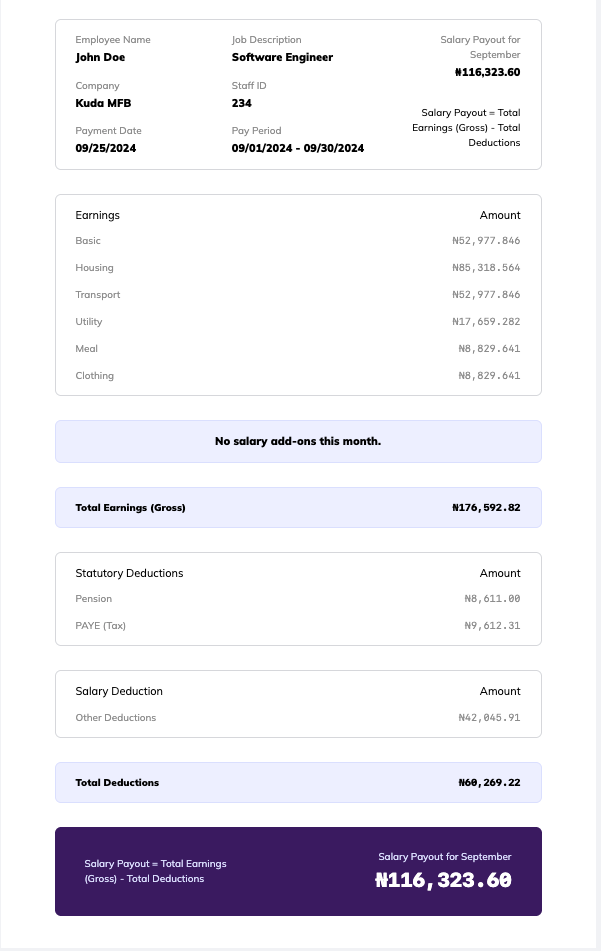 Employee Name
John Doe
Job Description
Software Engineer
Salary Payout for
September
₦116,323.60
Company
Kuda MFB
Staff ID
234
Payment Date
09/25/2024
Pay Period
09/01/2024 - 09/30/2024
Salary Payout = Total
Earnings (Gross) - Total
Deductions
Earnings Amount
Basic ₦52,977.846
Housing ₦85,318.564
Transport ₦52,977.846
Utility ₦17,659.282
Meal ₦8,829.641
Clothing ₦8,829.641
No salary add-ons this month.
Total Earnings (Gross) ₦176,592.82
Statutory Deductions Amount
Pension ₦8,611.00
PAYE (Tax) ₦9,612.31
Salary Deduction Amount
Other Deductions ₦42,045.91
Total Deductions ₦60,269.22
Salary Payout = Total Earnings
(Gross) - Total Deductions
Salary Payout for September
₦116,323.60